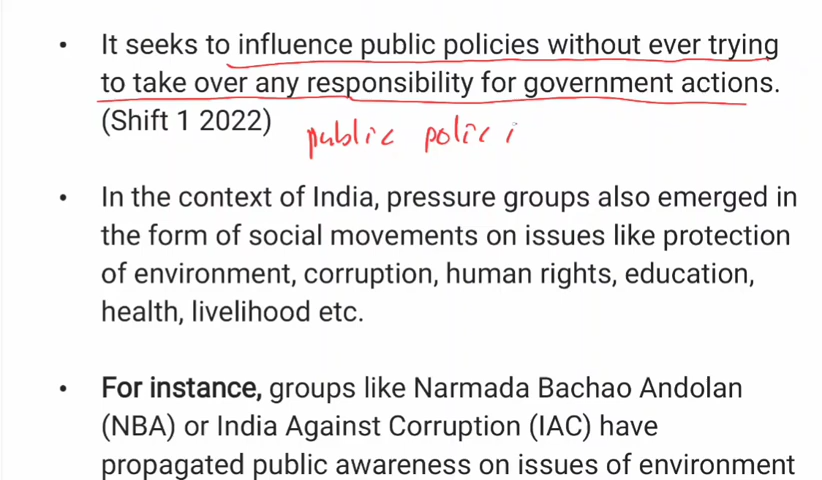 • It seeks to influence public policies without ever trying
to take over any responsibility for government actions.
(Shift 1 2022)
public polici
• In the context of India, pressure groups also emerged in
the form of social movements on issues like protection
of environment, corruption, human rights, education,
health, livelihood etc.
• For instance, groups like Narmada Bachao Andolan
(NBA) or India Against Corruption (IAC) have
propagated public awareness on issues of environment